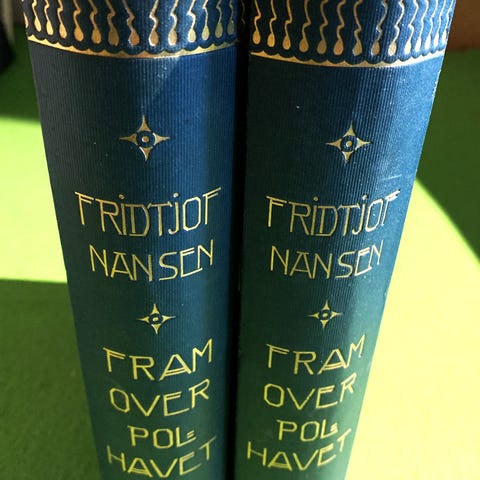 FRIDTJOF
NANSEN
FRAM
OVER
POL=
HAVET
FRIDTJOF
NANSEN
FRAM
OVER
POL=
HAVET